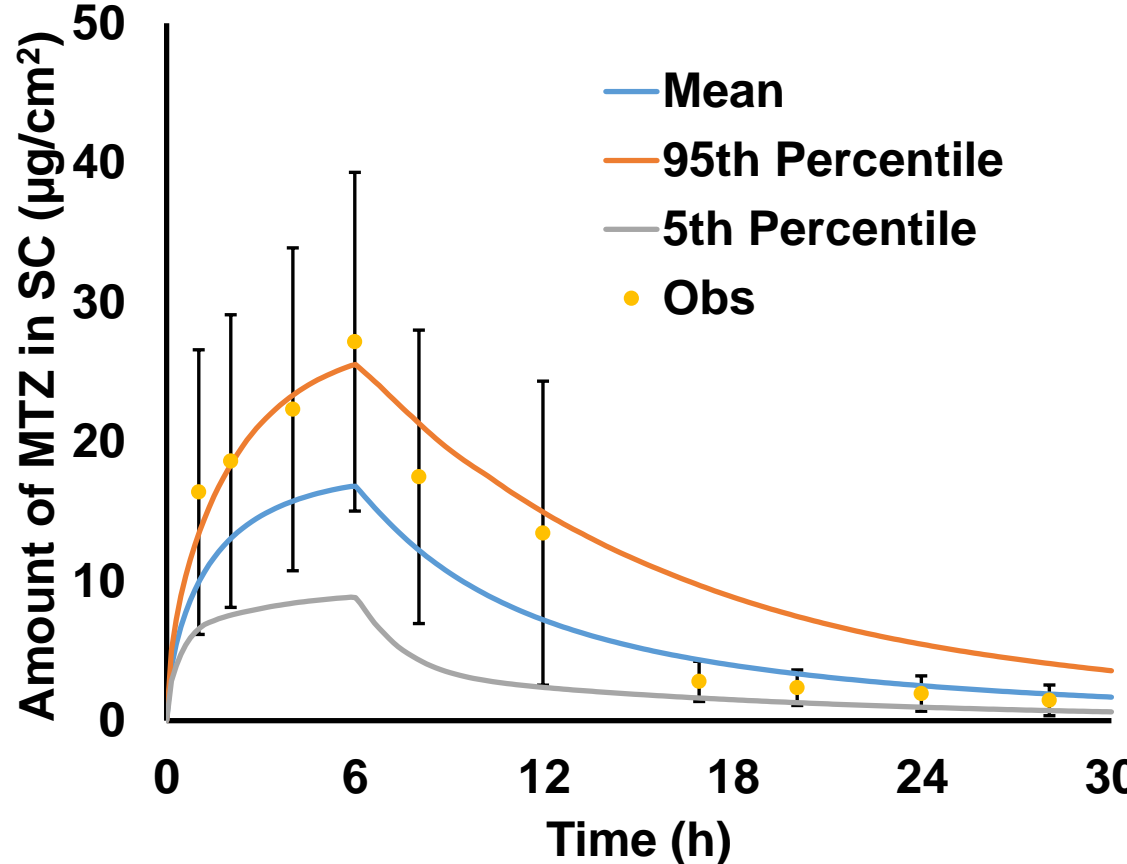 Amount of MTZ in SC (µg/cm²)
50
40
30
20
10
0
Mean
95th Percentile
5th Percentile
Obs
0 6 12 18 24 30
Time (h)